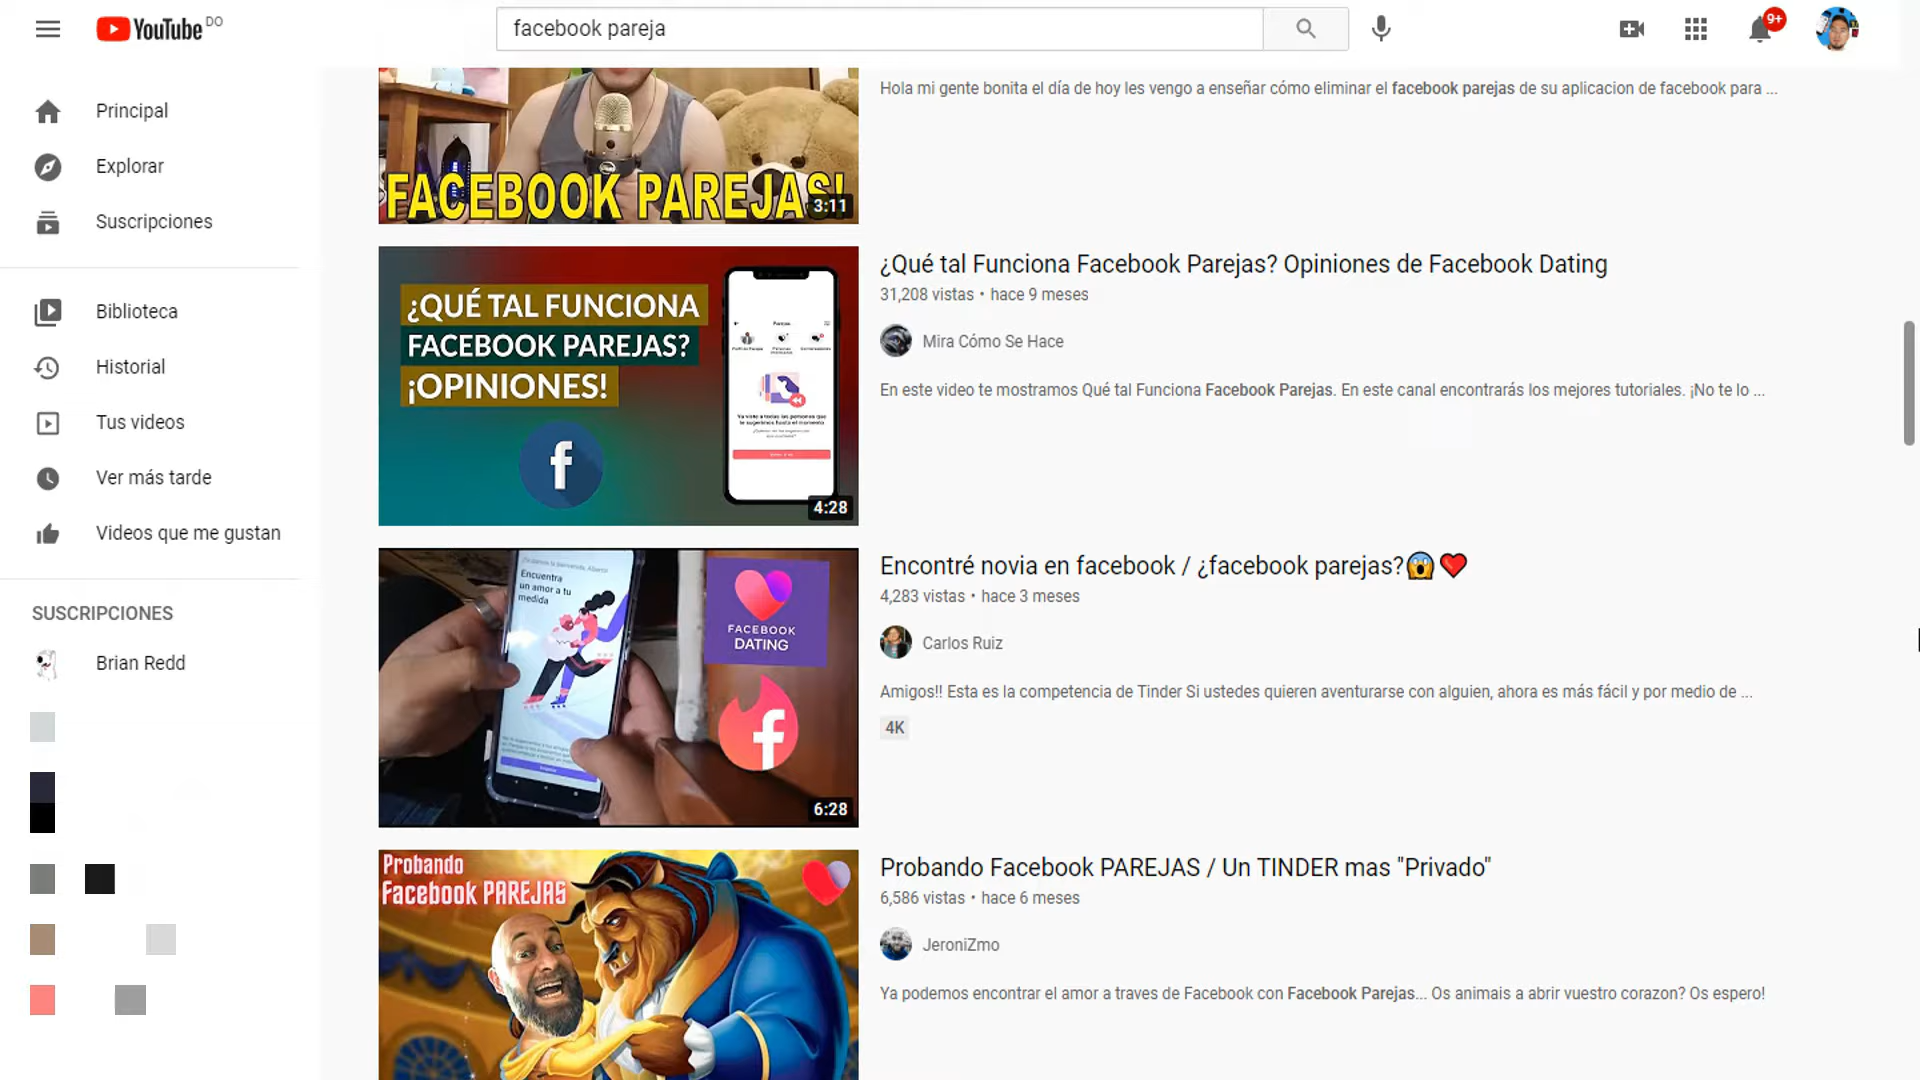 YouTube DO
facebook pareja
9+
Principal
Explorar
Suscripciones
Biblioteca
Historial
Tus videos
Ver más tarde
Videos que me gustan
SUSCRIPCIONES
Brian Redd
FACEBOOK PAREJAS!
3:11
Hola mi gente bonita el día de hoy les vengo a enseñar cómo eliminar el facebook parejas de su aplicacion de facebook para ...
¿QUÉ TAL FUNCIONA
FACEBOOK PAREJAS?
¡OPINIONES!
4:28
¿Qué tal Funciona Facebook Parejas? Opiniones de Facebook Dating
31,208 vistas • hace 9 meses
Mira Cómo Se Hace
En este video te mostramos Qué tal Funciona Facebook Parejas. En este canal encontrarás los mejores tutoriales. ¡No te lo ...
Encuentra
un amor a tu
medida
FACEBOOK
DATING
6:28
Encontré novia en facebook / ¿facebook parejas?😱❤️
4,283 vistas • hace 3 meses
Carlos Ruiz
Amigos!! Esta es la competencia de Tinder Si ustedes quieren aventurarse con alguien, ahora es más fácil y por medio de ...
4K
Probando
Facebook PAREJAS
Probando Facebook PAREJAS / Un TINDER mas "Privado"
6,586 vistas • hace 6 meses
JeroniZmo
Ya podemos encontrar el amor a traves de Facebook con Facebook Parejas... Os animais a abrir vuestro corazon? Os espero!